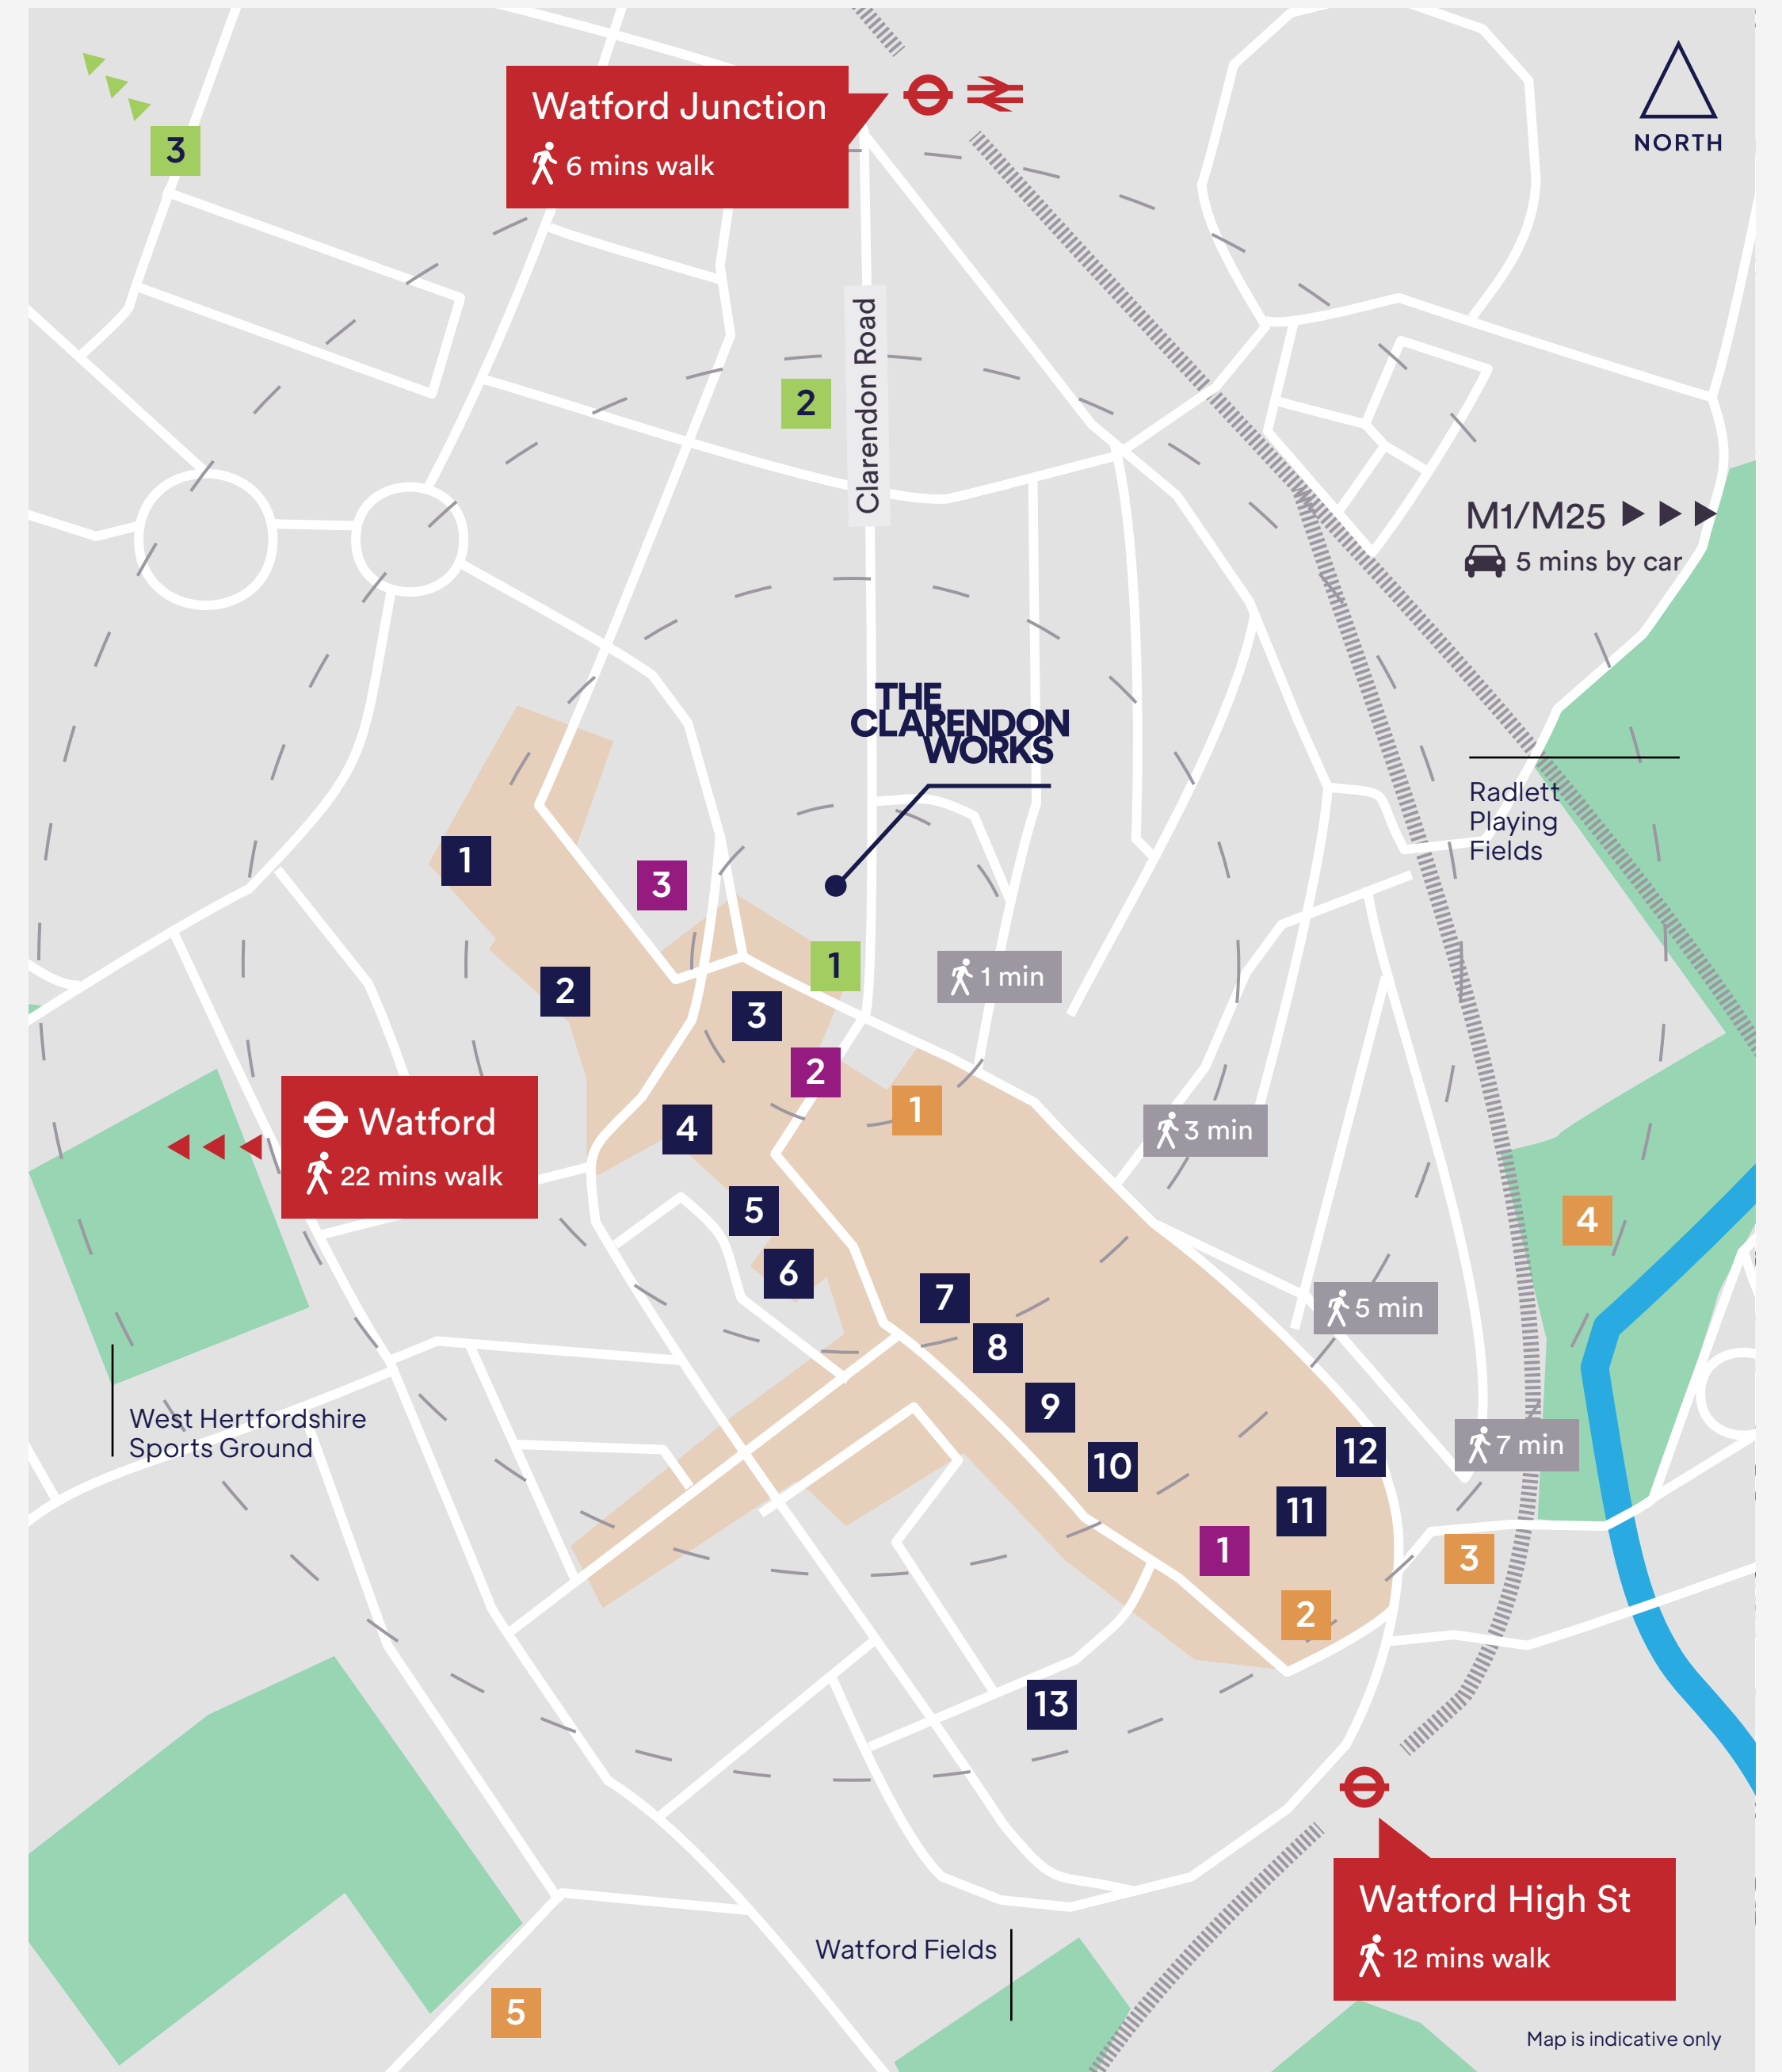 Watford Junction
6 mins walk
NORTH
3
Clarendon Road
2
M1/M25
5 mins by car
THE
CLARENDON
WORKS
Radlett
Playing
Fields
1
3
1
1 min
2
3
2
1
Watford
22 mins walk
4
3 min
5
4
6
7
5 min
8
9
West Hertfordshire
Sports Ground
10
12
7 min
11
1
3
2
13
Watford High St
12 mins walk
Watford Fields
5
Map is indicative only